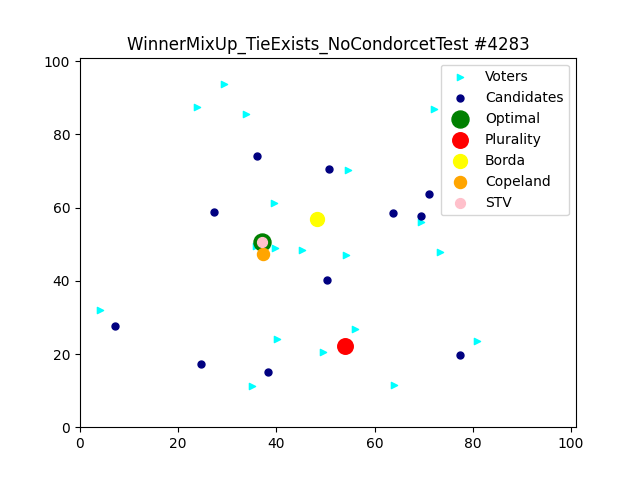 WinnerMixUp_TieExists_NoCondorcetTest #4283
100
80
60
40
20
0
0
20
40
60
80
100
Voters
Candidates
Optimal
Plurality
Borda
Copeland
STV